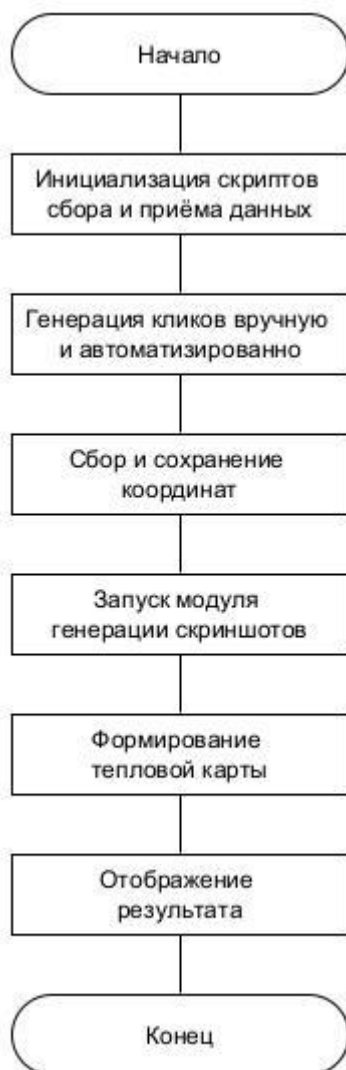 Начало
Инициализация скриптов
сбора и приёма данных
Генерация кликов вручную
и автоматизированно
Сбор и сохранение
координат
Запуск модуля
генерации скриншотов
Формирование
тепловой карты
Отображение
результата
Конец